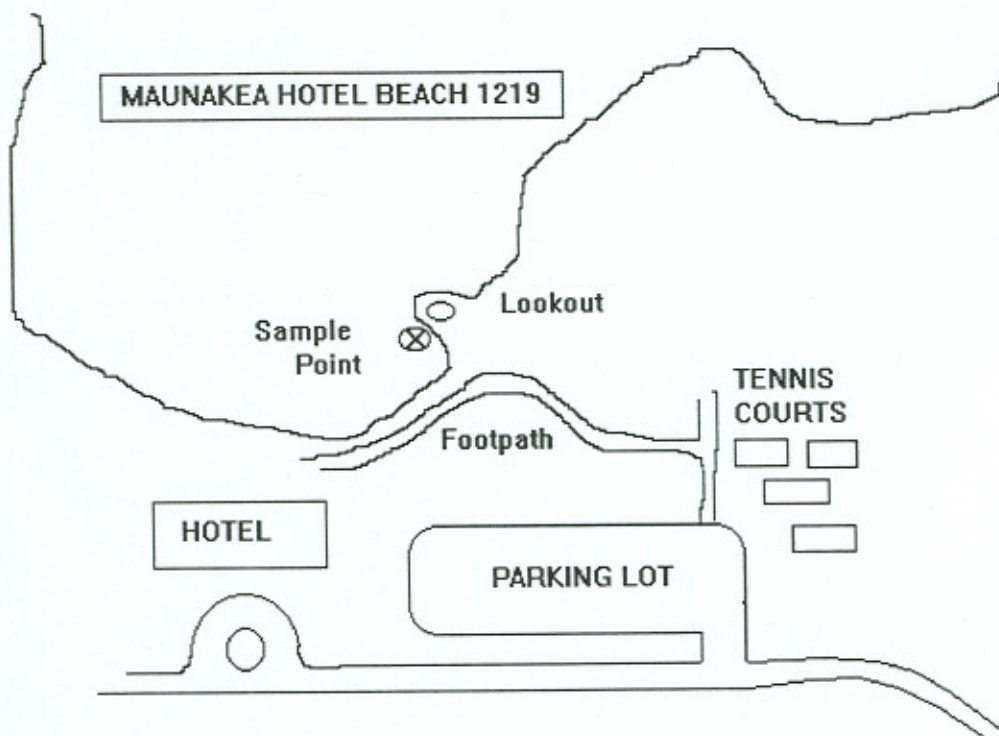 MAUNAKEA HOTEL BEACH 1219
Lookout
Sample
Point
TENNIS
COURTS
Footpath
HOTEL
PARKING LOT